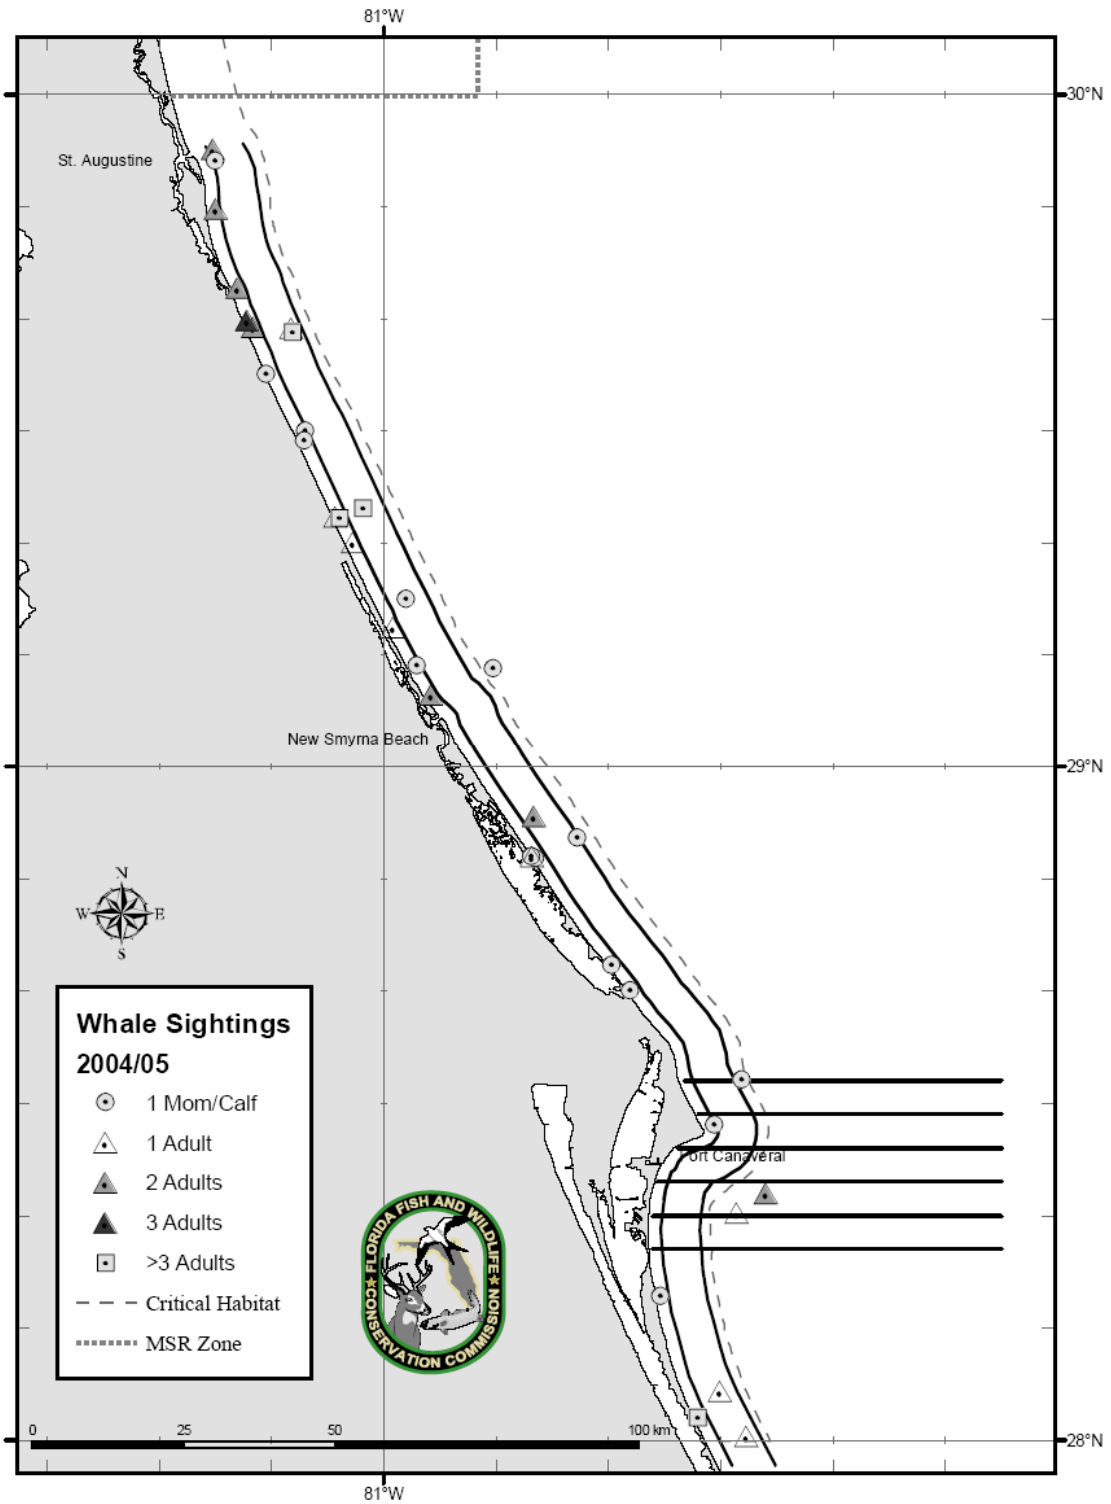 81°W
30°N
St. Augustine
New Smyrna Beach
29°N
N
W E
S
Whale Sightings
2004/05
1 Mom/Calf
1 Adult
2 Adults
3 Adults
>3 Adults
Critical Habitat
MSR Zone
ort Canaveral
FLORIDA FISH AND WILDLIFE
CONSERVATION COMMISSION
0 25 50 100 km
28°N
81°W